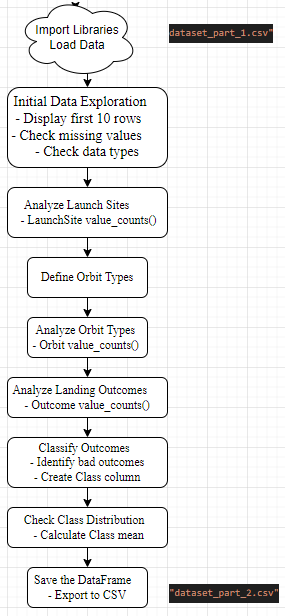 Import Libraries
Load Data
dataset_part_1.csv"
Initial Data Exploration
- Display first 10 rows
- Check missing values
- Check data types
Analyze Launch Sites
- LaunchSite value_counts()
Define Orbit Types
Analyze Orbit Types
- Orbit value_counts()
Analyze Landing Outcomes
- Outcome value_counts()
Classify Outcomes
- Identify bad outcomes
- Create Class column
Check Class Distribution
- Calculate Class mean
Save the DataFrame
- Export to CSV
"dataset_part_2.csv"